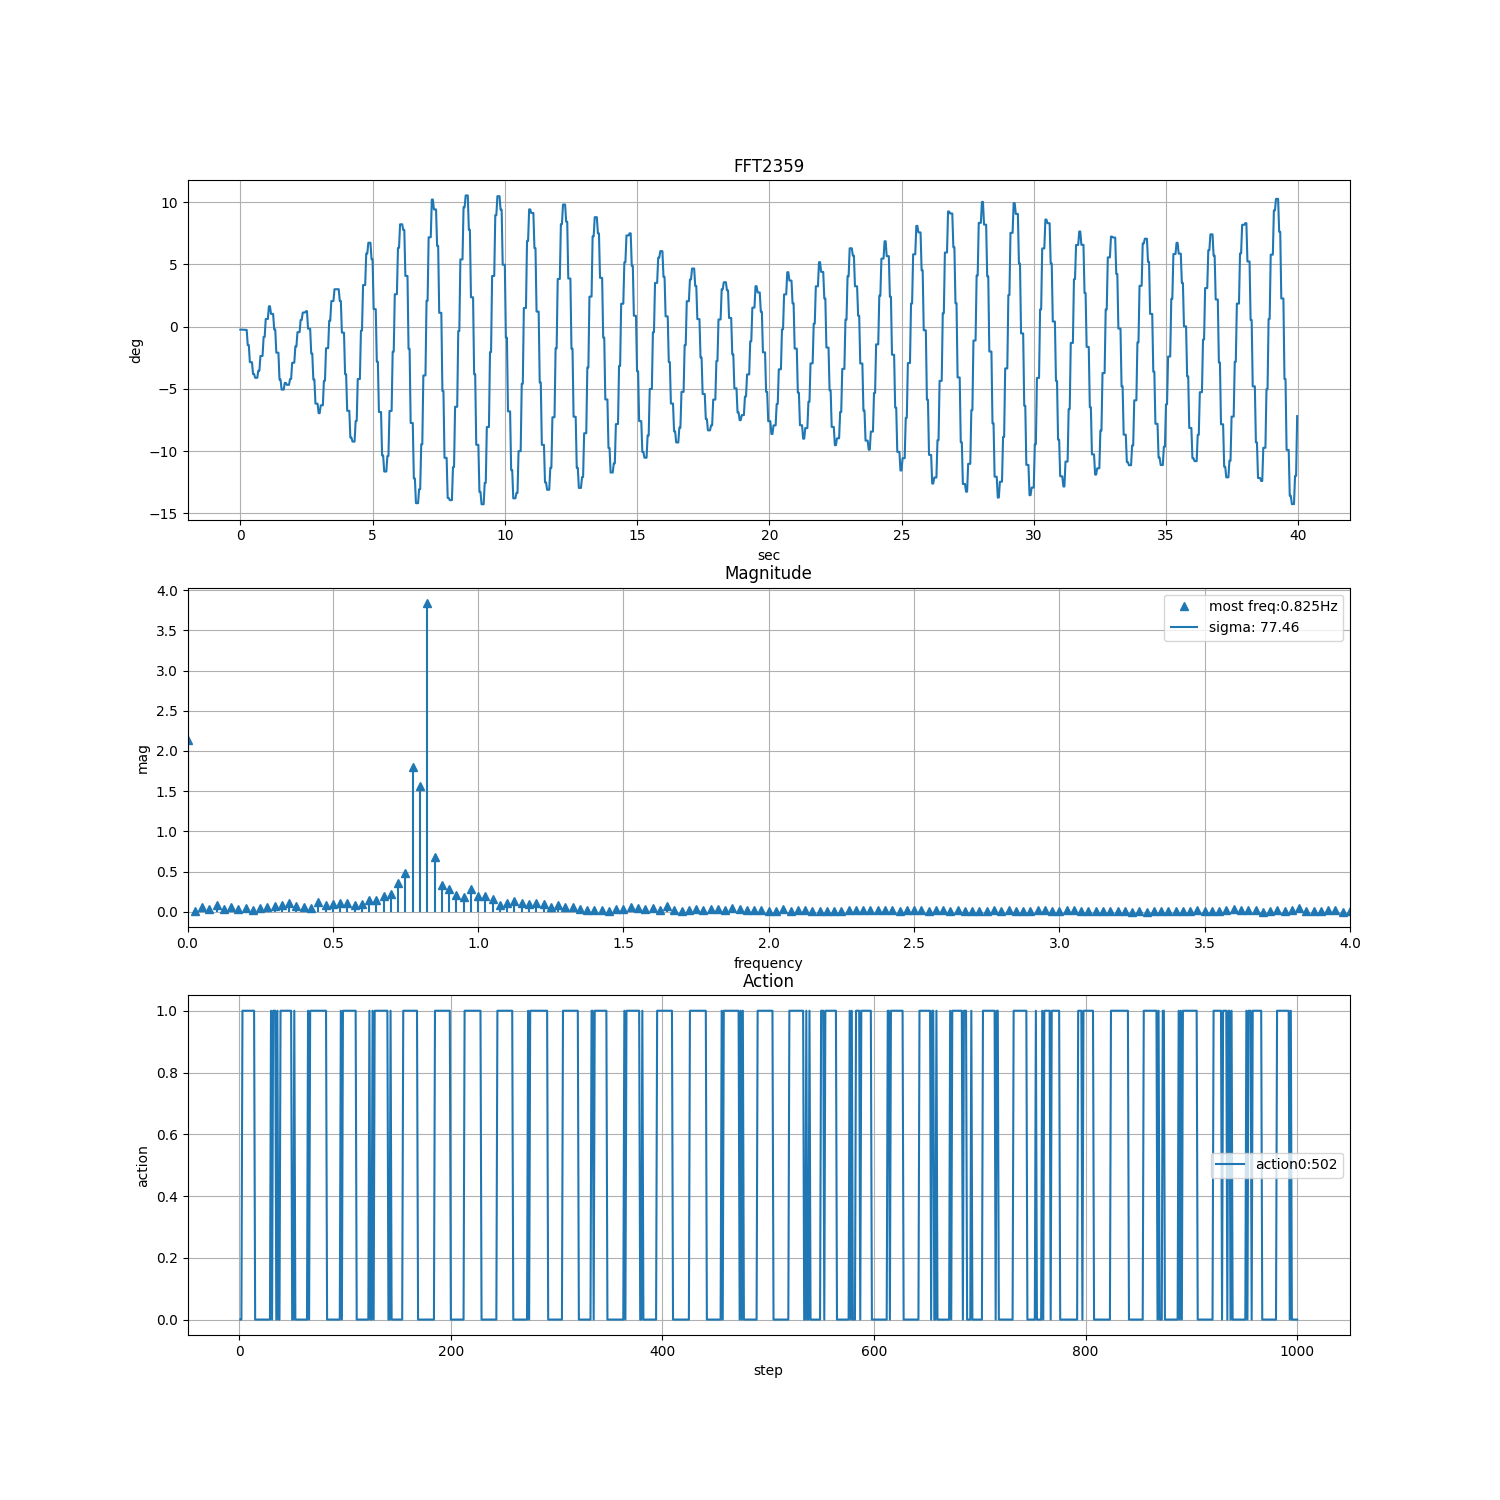 FFT2359
10
5
0
−5
−10
−15
deg
0 5 10 15 20 25 30 35 40
sec
Magnitude
4.0
3.5
3.0
2.5
2.0
1.5
1.0
0.5
0.0
mag
most freq:0.825Hz
sigma: 77.46
0.0 0.5 1.0 1.5 2.0 2.5 3.0 3.5 4.0
frequency
Action
1.0
0.8
0.6
0.4
0.2
0.0
action
action0:502
0 200 400 600 800 1000
step